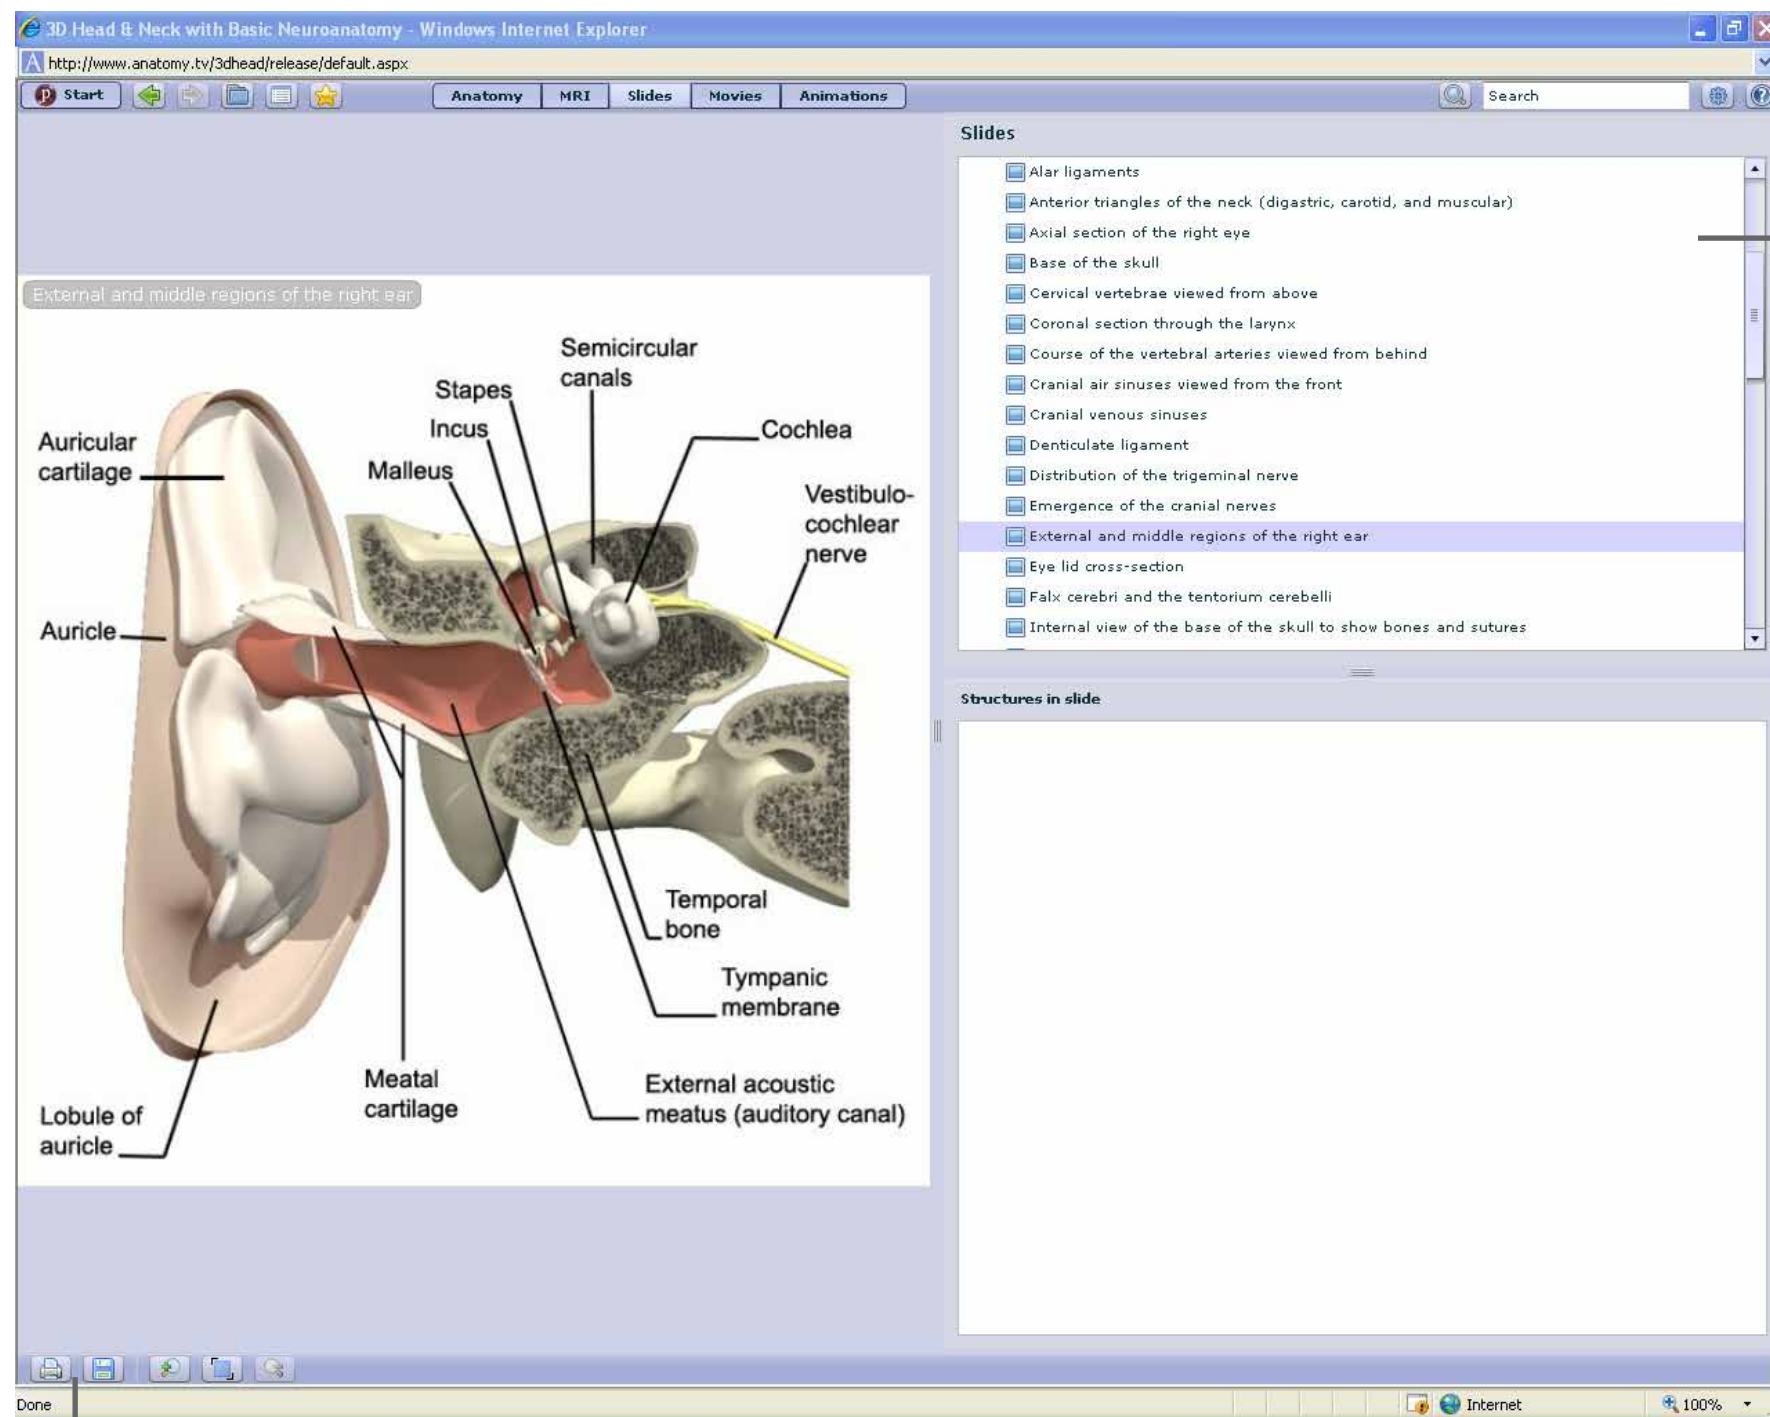 3D Head & Neck with Basic Neuroanatomy - Windows Internet Explorer
http://www.anatomy.tv/3dhead/release/default.aspx
Start
Anatomy
MRI
Slides
Movies
Animations
Search
External and middle regions of the right ear
Semicircular
canals
Stapes
Incus
Malleus
Cochlea
Auricular
cartilage
Vestibulo-
cochlear
nerve
Auricle
Temporal
bone
Tympanic
membrane
Meatal
cartilage
External acoustic
meatus (auditory canal)
Lobule of
auricle
Slides
Alar ligaments
Anterior triangles of the neck (digastric, carotid, and muscular)
Axial section of the right eye
Base of the skull
Cervical vertebrae viewed from above
Coronal section through the larynx
Course of the vertebral arteries viewed from behind
Cranial air sinuses viewed from the front
Cranial venous sinuses
Denticulate ligament
Distribution of the trigeminal nerve
Emergence of the cranial nerves
External and middle regions of the right ear
Eye lid cross-section
Falx cerebri and the tentorium cerebelli
Internal view of the base of the skull to show bones and sutures
Structures in slide
Done
Internet
100%